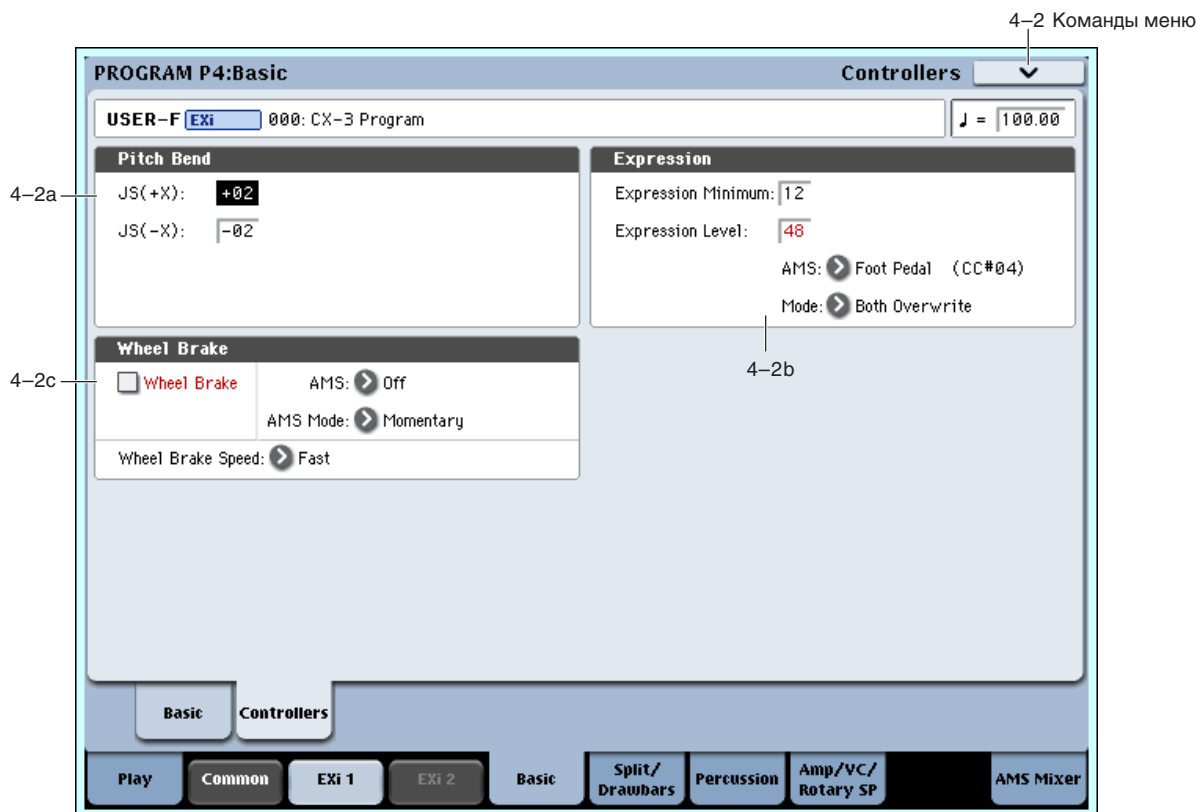 4–2 Команды меню
PROGRAM P4:Basic
Controllers
USER-F EXi 000: CX-3 Program
♩ = 100.00
Pitch Bend
4–2a
JS(+X): +02
JS(-X): -02
Expression
Expression Minimum: 12
Expression Level: 48
AMS: Foot Pedal (CC#04)
Mode: Both Overwrite
4–2b
Wheel Brake
4–2c
Wheel Brake
AMS: Off
AMS Mode: Momentary
Wheel Brake Speed: Fast
Basic
Controllers
Play
Common
EXi 1
EXi 2
Basic
Split/
Drawbars
Percussion
Amp/VC/
Rotary SP
AMS Mixer